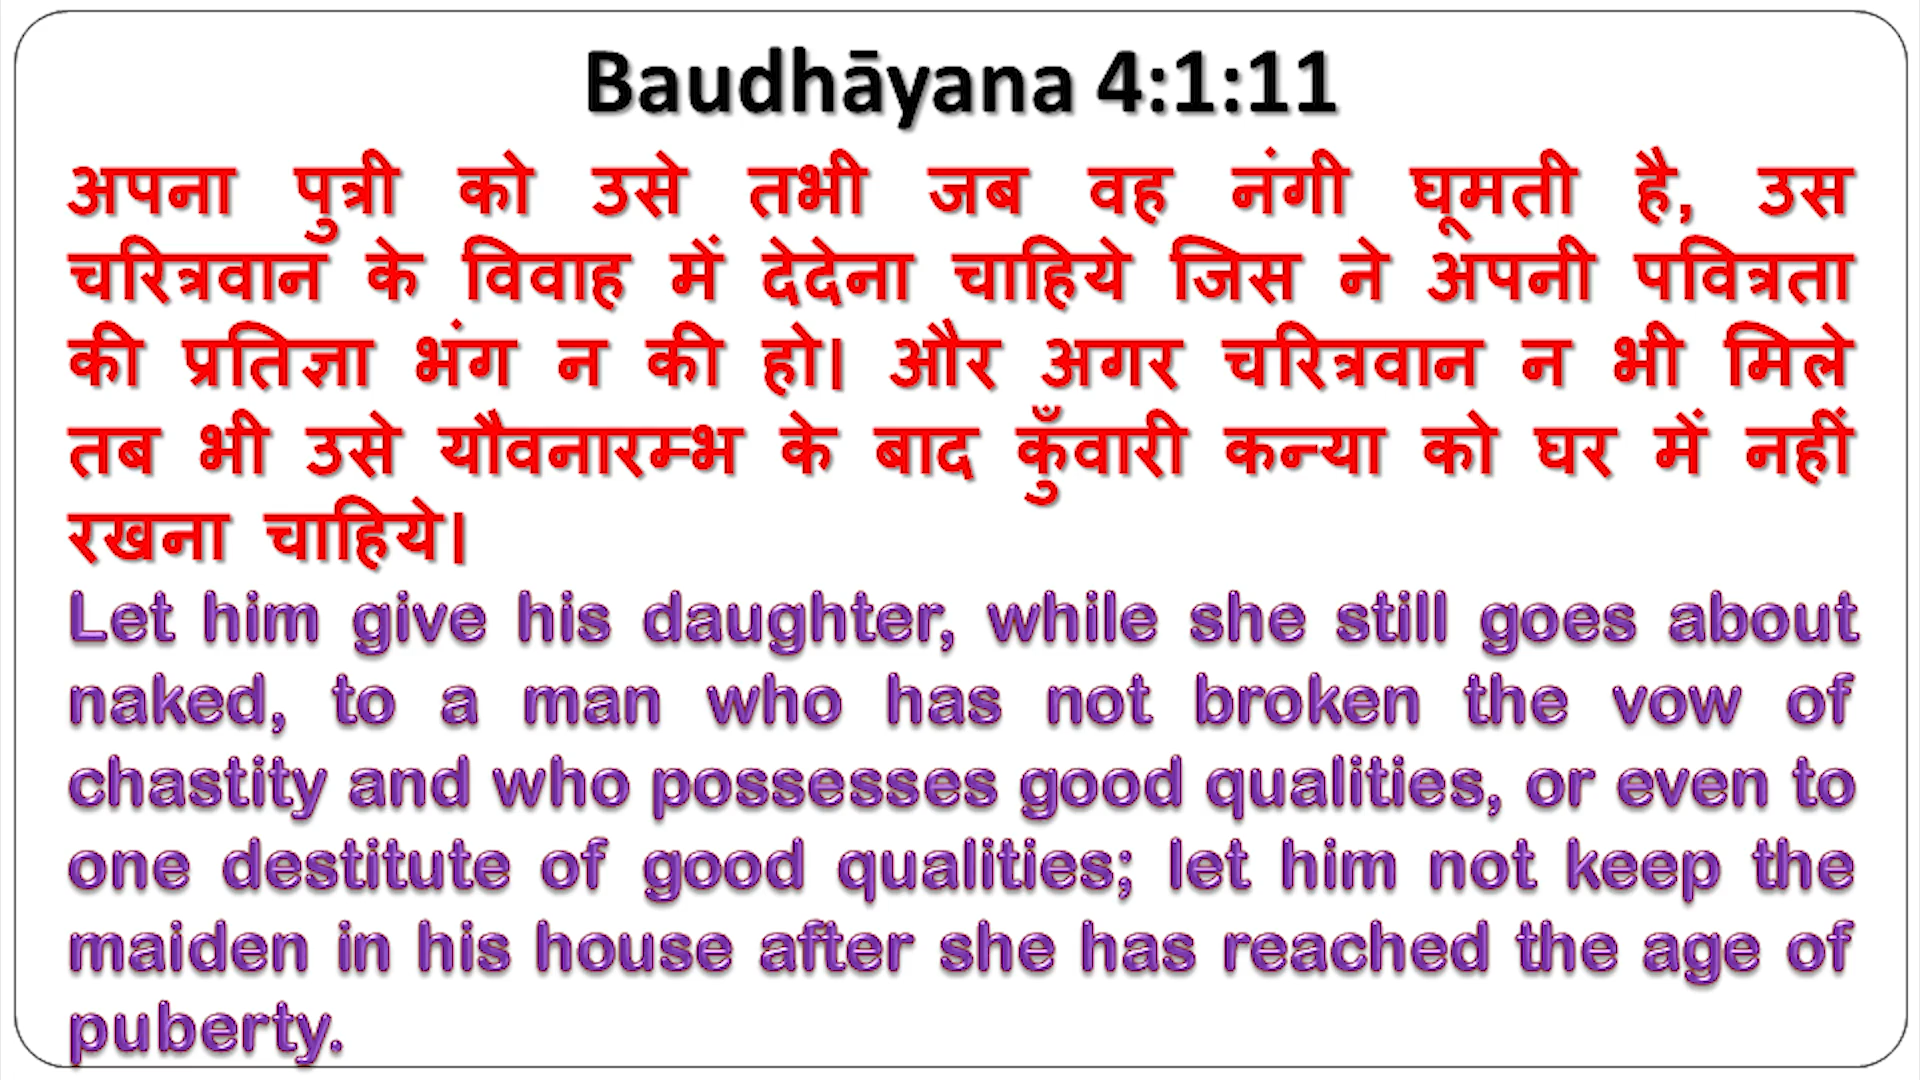 Baudhāyana 4:1:11
अपना पुत्री को उसे तभी जब वह नंगी घूमती है, उस
चरित्रवान के विवाह में देदेना चाहिये जिस ने अपनी पवित्रता
की प्रतिज्ञा भंग न की हो। और अगर चरित्रवान न भी मिले
तब भी उसे यौवनारम्भ के बाद कुँवारी कन्या को घर में नहीं
रखना चाहिये।
Let him give his daughter, while she still goes about
naked, to a man who has not broken the vow of
chastity and who possesses good qualities, or even to
one destitute of good qualities; let him not keep the
maiden in his house after she has reached the age of
puberty.